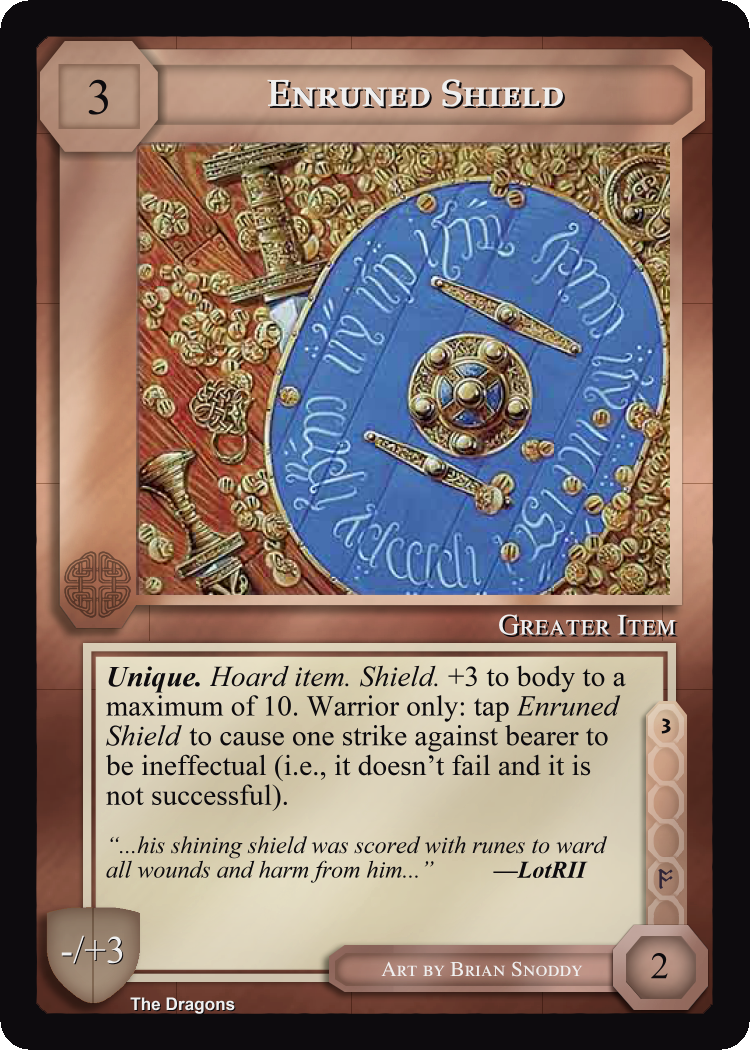 3
Enruned Shield
Greater Item
Unique. Hoard item. Shield. +3 to body to a
maximum of 10. Warrior only: tap Enruned
Shield to cause one strike against bearer to
be ineffectual (i.e., it doesn’t fail and it is
not successful).
3
“...his shining shield was scored with runes to ward
all wounds and harm from him...” —LotRII
-/+3
Art by Brian Snoddy
2
The Dragons